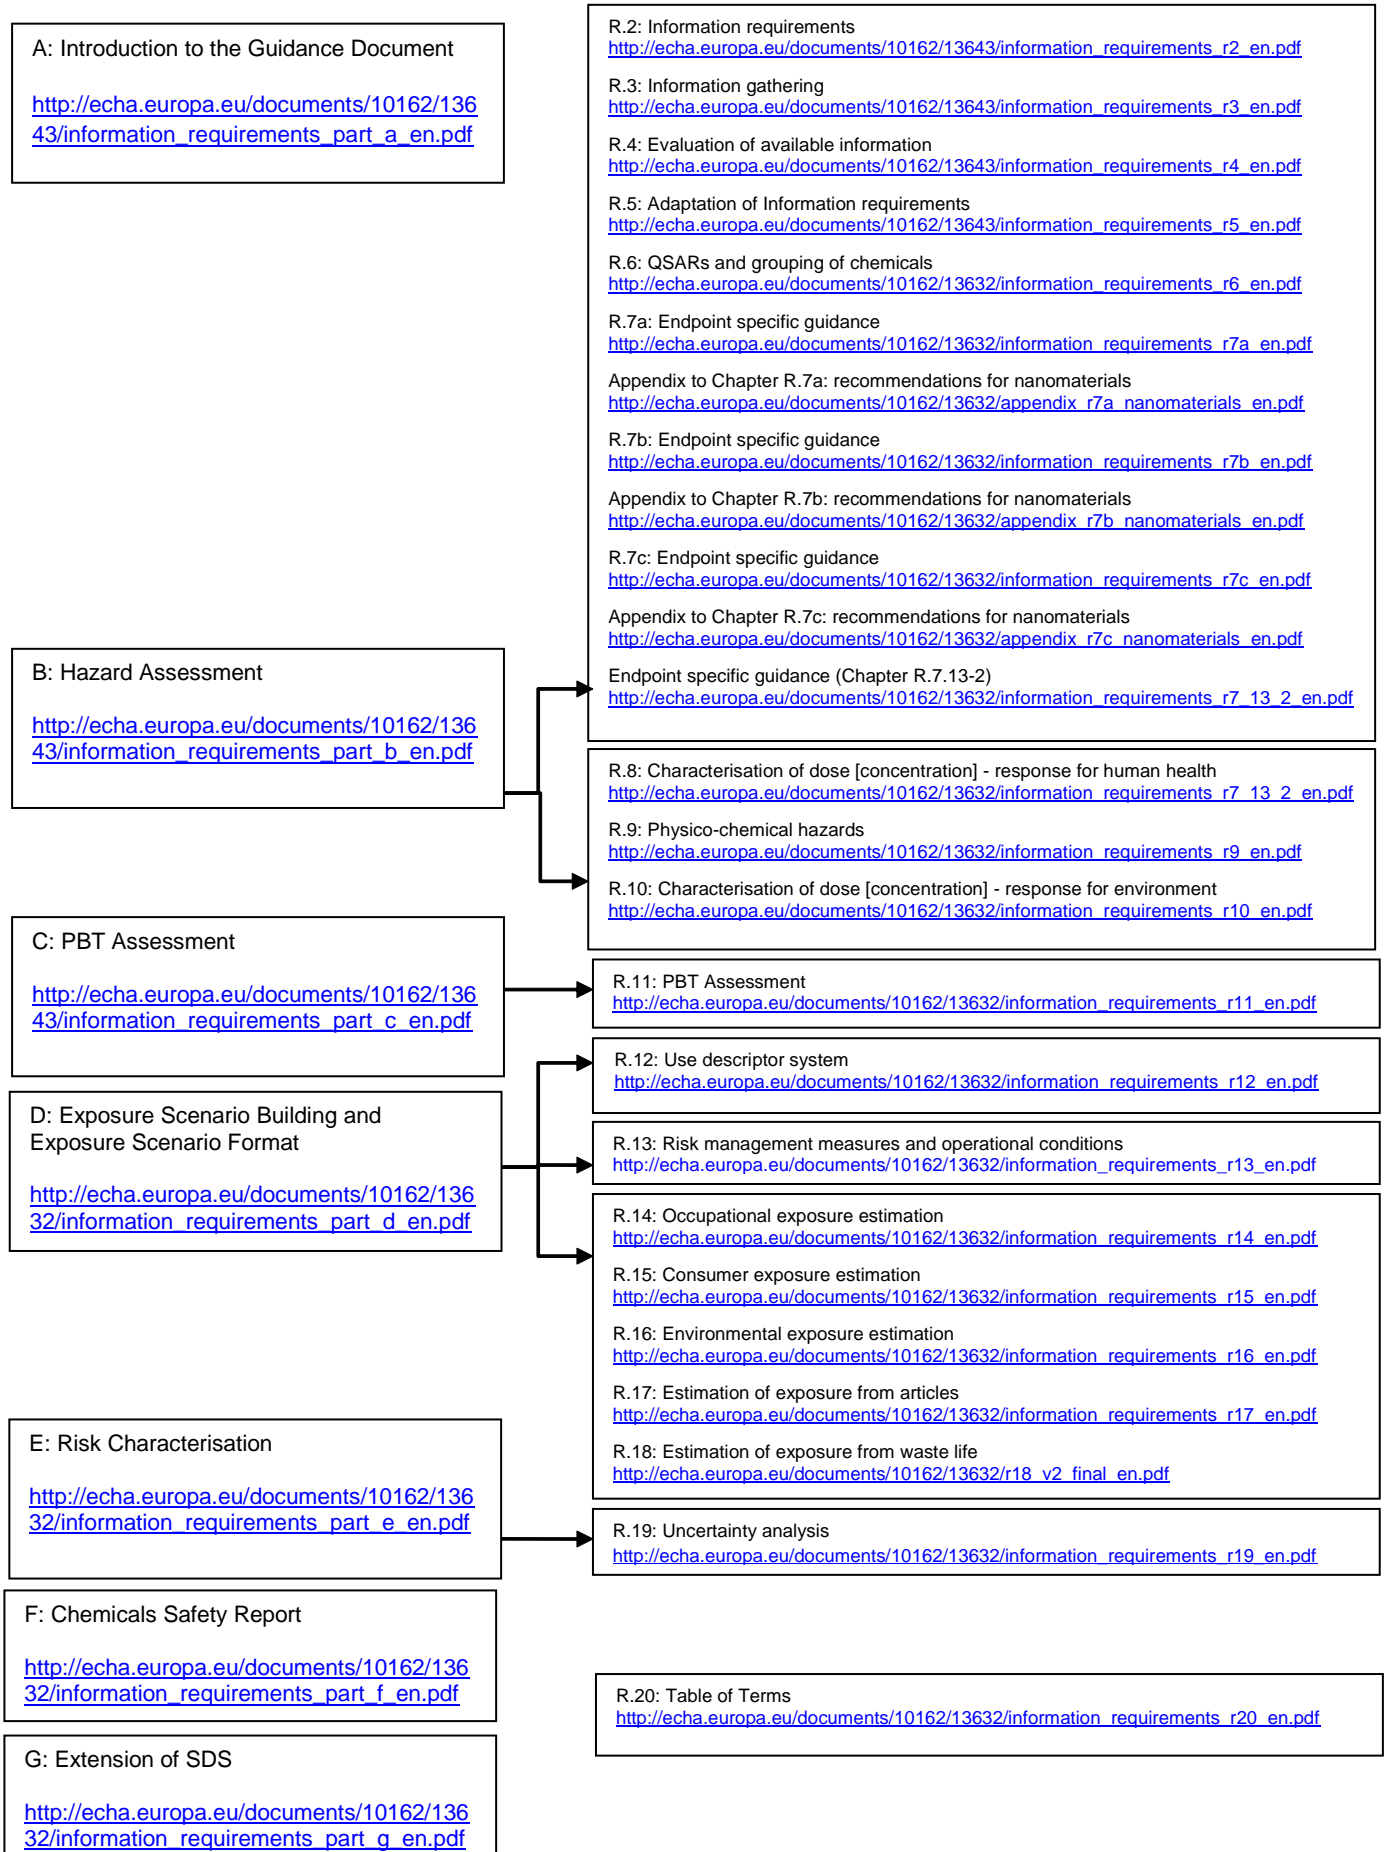 A: Introduction to the Guidance Document
http://echa.europa.eu/documents/10162/136
43/information_requirements_part_a_en.pdf
R.2: Information requirements
http://echa.europa.eu/documents/10162/13643/information_requirements_r2_en.pdf
R.3: Information gathering
http://echa.europa.eu/documents/10162/13643/information_requirements_r3_en.pdf
R.4: Evaluation of available information
http://echa.europa.eu/documents/10162/13643/information_requirements_r4_en.pdf
R.5: Adaptation of Information requirements
http://echa.europa.eu/documents/10162/13643/information_requirements_r5_en.pdf
R.6: QSARs and grouping of chemicals
http://echa.europa.eu/documents/10162/13632/information_requirements_r6_en.pdf
R.7a: Endpoint specific guidance
http://echa.europa.eu/documents/10162/13632/information_requirements_r7a_en.pdf
Appendix to Chapter R.7a: recommendations for nanomaterials
http://echa.europa.eu/documents/10162/13632/appendix_r7a_nanomaterials_en.pdf
R.7b: Endpoint specific guidance
http://echa.europa.eu/documents/10162/13632/information_requirements_r7b_en.pdf
Appendix to Chapter R.7b: recommendations for nanomaterials
http://echa.europa.eu/documents/10162/13632/appendix_r7b_nanomaterials_en.pdf
R.7c: Endpoint specific guidance
http://echa.europa.eu/documents/10162/13632/information_requirements_r7c_en.pdf
Appendix to Chapter R.7c: recommendations for nanomaterials
http://echa.europa.eu/documents/10162/13632/appendix_r7c_nanomaterials_en.pdf
Endpoint specific guidance (Chapter R.7.13-2)
http://echa.europa.eu/documents/10162/13632/information_requirements_r7_13_2_en.pdf
B: Hazard Assessment
http://echa.europa.eu/documents/10162/136
43/information_requirements_part_b_en.pdf
R.8: Characterisation of dose [concentration] - response for human health
http://echa.europa.eu/documents/10162/13632/information_requirements_r7_13_2_en.pdf
R.9: Physico-chemical hazards
http://echa.europa.eu/documents/10162/13632/information_requirements_r9_en.pdf
R.10: Characterisation of dose [concentration] - response for environment
http://echa.europa.eu/documents/10162/13632/information_requirements_r10_en.pdf
C: PBT Assessment
http://echa.europa.eu/documents/10162/136
43/information_requirements_part_c_en.pdf
R.11: PBT Assessment
http://echa.europa.eu/documents/10162/13632/information_requirements_r11_en.pdf
D: Exposure Scenario Building and
Exposure Scenario Format
http://echa.europa.eu/documents/10162/136
32/information_requirements_part_d_en.pdf
R.12: Use descriptor system
http://echa.europa.eu/documents/10162/13632/information_requirements_r12_en.pdf
R.13: Risk management measures and operational conditions
http://echa.europa.eu/documents/10162/13632/information_requirements_r13_en.pdf
R.14: Occupational exposure estimation
http://echa.europa.eu/documents/10162/13632/information_requirements_r14_en.pdf
R.15: Consumer exposure estimation
http://echa.europa.eu/documents/10162/13632/information_requirements_r15_en.pdf
R.16: Environmental exposure estimation
http://echa.europa.eu/documents/10162/13632/information_requirements_r16_en.pdf
R.17: Estimation of exposure from articles
http://echa.europa.eu/documents/10162/13632/information_requirements_r17_en.pdf
R.18: Estimation of exposure from waste life
http://echa.europa.eu/documents/10162/13632/r18_v2_final_en.pdf
E: Risk Characterisation
http://echa.europa.eu/documents/10162/136
32/information_requirements_part_e_en.pdf
R.19: Uncertainty analysis
http://echa.europa.eu/documents/10162/13632/information_requirements_r19_en.pdf
F: Chemicals Safety Report
http://echa.europa.eu/documents/10162/136
32/information_requirements_part_f_en.pdf
R.20: Table of Terms
http://echa.europa.eu/documents/10162/13632/information_requirements_r20_en.pdf
G: Extension of SDS
http://echa.europa.eu/documents/10162/136
32/information_requirements_part_g_en.pdf